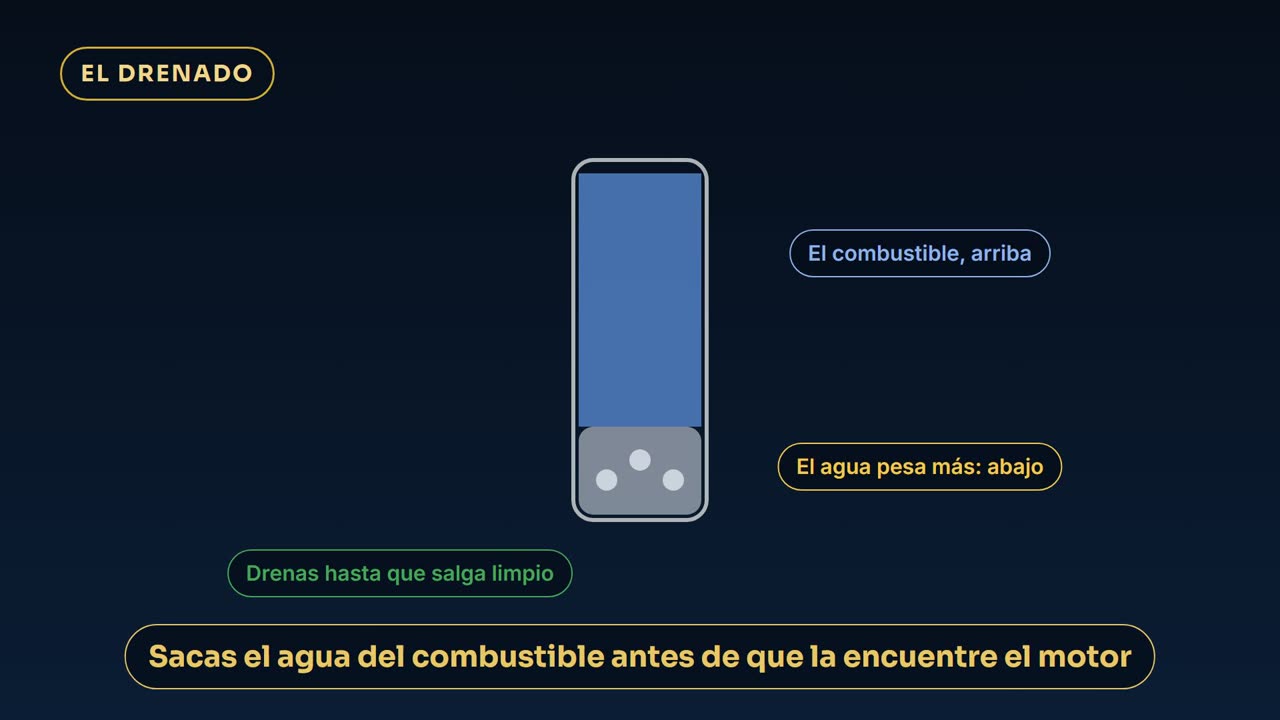 EL DRENADO
El combustible, arriba
El agua pesa más: abajo
Drenas hasta que salga limpio
Sacas el agua del combustible antes de que la encuentre el motor